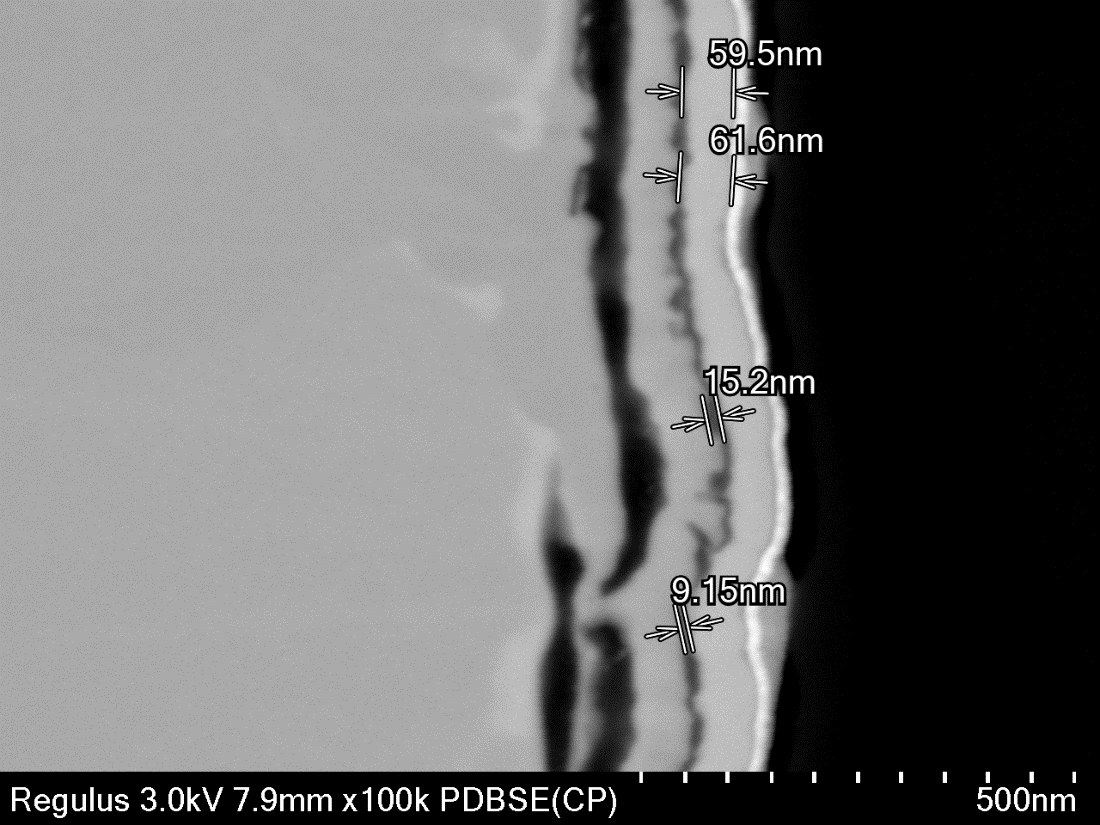 59.5nm
61.6nm
15.2nm
9.15nm
Regulus 3.0kV 7.9mm x100k PDBSE(CP)
500nm